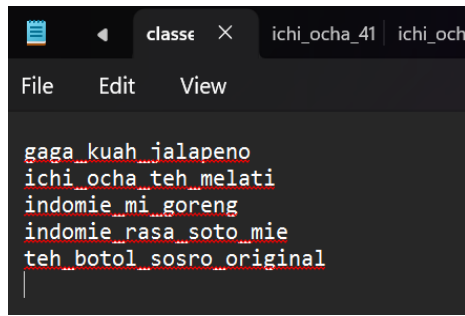 classe
ichi_ocha_41
ichi_och
File Edit View
gaga_kuah_jalapeno
ichi_ocha_teh_melati
indomie_mi_goreng
indomie_rasa_soto_mie
teh_botol_sosro_original